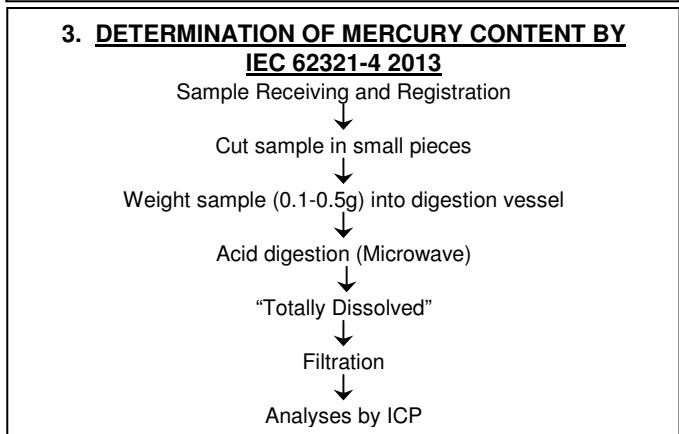 3. DETERMINATION OF MERCURY CONTENT BY
IEC 62321-4 2013
Sample Receiving and Registration
Cut sample in small pieces
Weight sample (0.1-0.5g) into digestion vessel
Acid digestion (Microwave)
“Totally Dissolved”
Filtration
Analyses by ICP